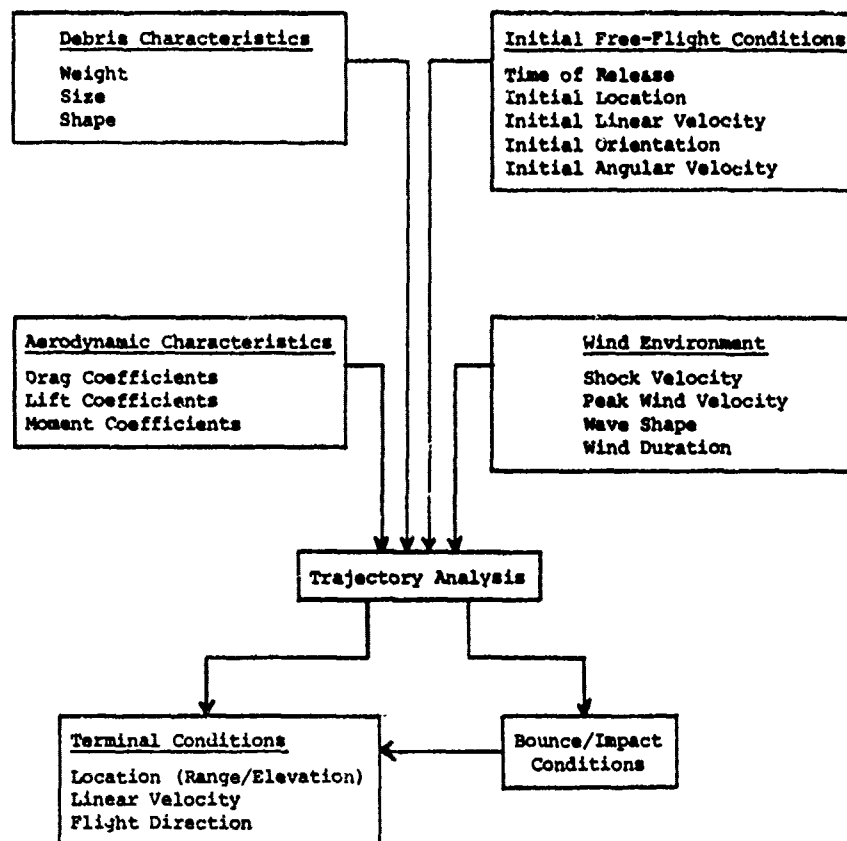 Debris Characteristics
Weight
Size
Shape
Initial Free-Flight Conditions
Time of Release
Initial Location
Initial Linear Velocity
Initial Orientation
Initial Angular Velocity
Aerodynamic Characteristics
Drag Coefficients
Lift Coefficients
Moment Coefficients
Wind Environment
Shock Velocity
Peak Wind Velocity
Wave Shape
Wind Duration
Trajectory Analysis
Terminal Conditions
Location (Range/Elevation)
Linear Velocity
Flight Direction
Bounce/Impact
Conditions